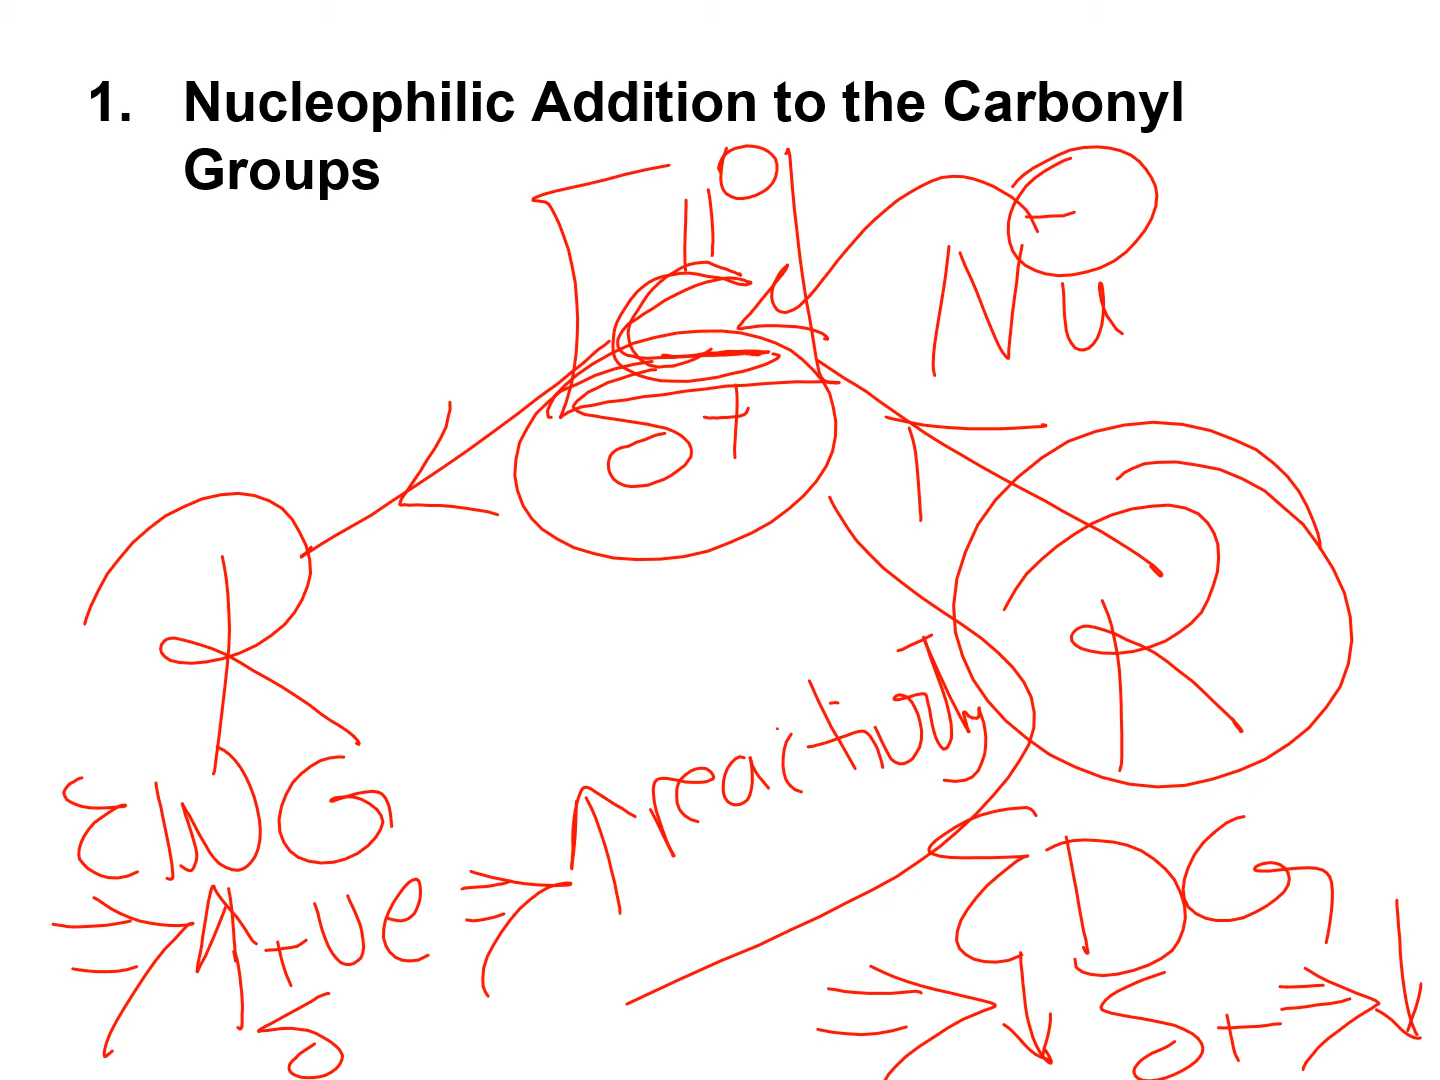 1. Nucleophilic Addition to the Carbonyl
Groups
O
Nu −
C
δ+
R R
EWG ⇒ ↑ +ve δ ⇒ ↑ reactivity
EDG ⇒ ↓ δ+ ⇒ ↓